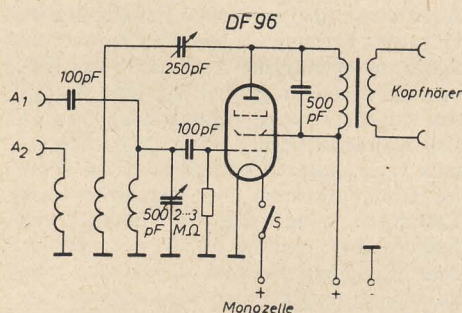 DF96
250pF
100pF
A1
500
pF
Kopfhörer
A2
100pF
500
pF
2...3
MΩ
S
+
Monozelle
+
-